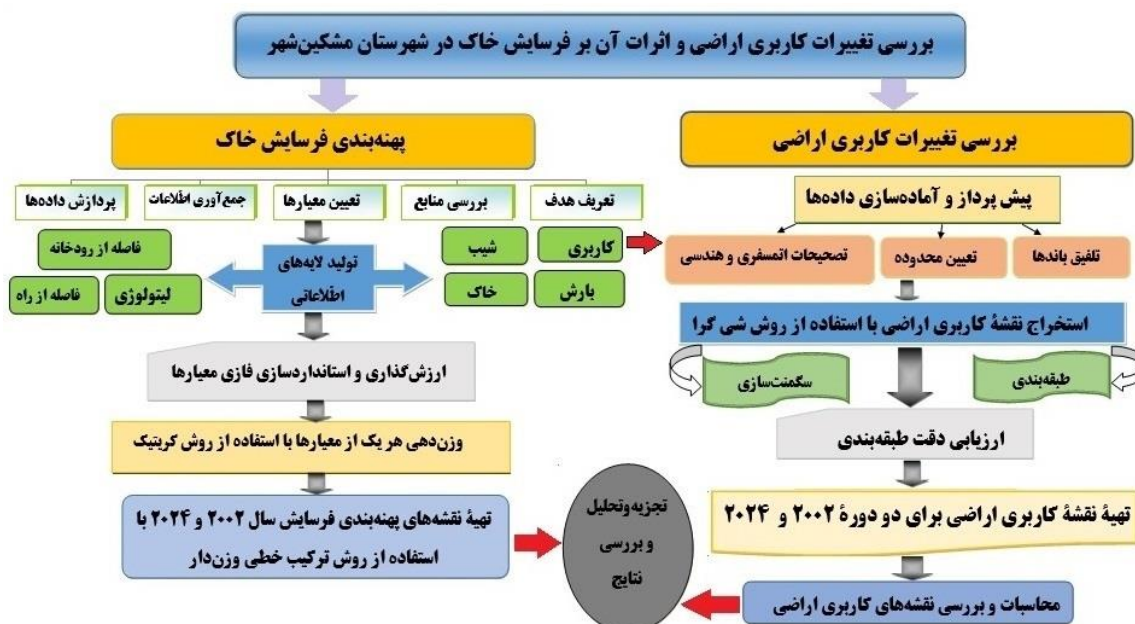 بررسی تغییرات کاربری اراضی و اثرات آن بر فرسایش خاک در شهرستان مشکین‌شهر
بررسی تغییرات کاربری اراضی
پیش پرداز و آماده‌سازی داده‌ها
تلفیق باندها
تعیین محدوده
تصحیحات اتمسفری و هندسی
استخراج نقشهٔ کاربری اراضی با استفاده از روش شی گرا
طبقه‌بندی
سگمنت‌سازی
ارزیابی دقت طبقه‌بندی
تهیهٔ نقشهٔ کاربری اراضی برای دو دورهٔ ۲۰۰۲ و ۲۰۲۴
محاسبات و بررسی نقشه‌های کاربری اراضی
پهنه‌بندی فرسایش خاک
تعریف هدف
بررسی منابع
تعیین معیارها
جمع‌آوری اطلاعات
پردازش داده‌ها
کاربری
شیب
بارش
خاک
تولید لایه‌های
اطلاعاتی
فاصله از رودخانه
لیتولوژی
فاصله از راه
ارزش‌گذاری و استانداردسازی فازی معیارها
وزن‌دهی هر یک از معیارها با استفاده از روش کریتیک
تهیهٔ نقشه‌های پهنه‌بندی فرسایش سال ۲۰۰۲ و ۲۰۲۴ با
استفاده از روش ترکیب خطی وزن‌دار
تجزیه‌وتحلیل
و بررسی
نتایج